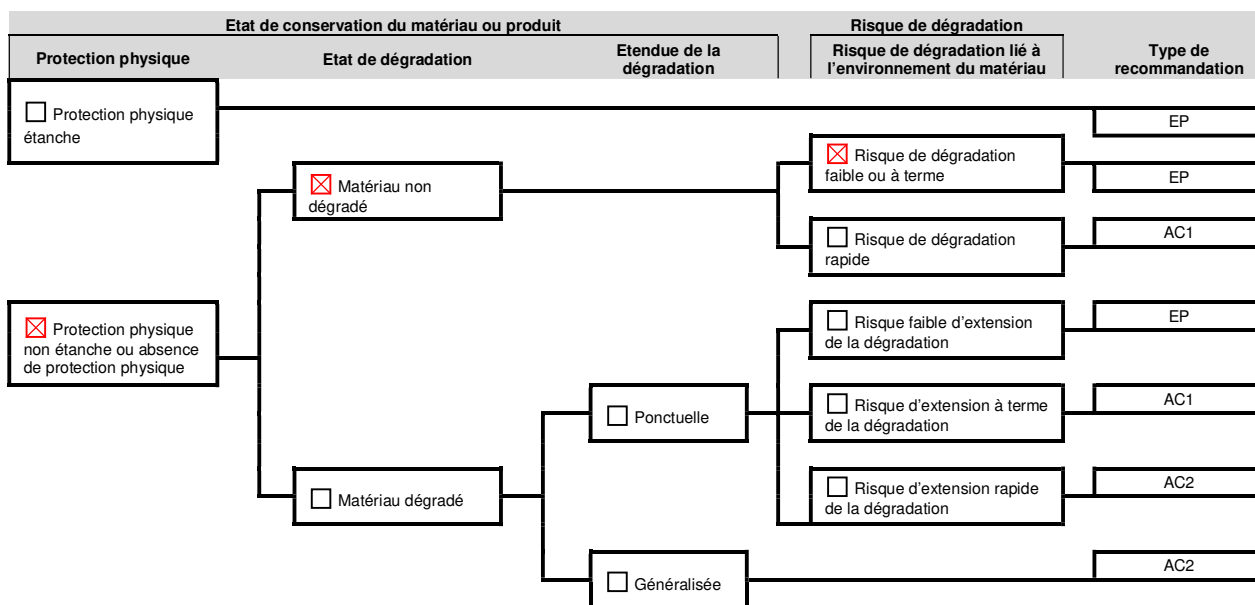 Etat de conservation du matériau ou produit
Risque de dégradation
Protection physique
Etat de dégradation
Etendue de la
dégradation
Risque de dégradation lié à
l'environnement du matériau
Type de
recommandation
Protection physique
étanche
EP
Matériau non
dégradé
Risque de dégradation
faible ou à terme
EP
Risque de dégradation
rapide
AC1
Protection physique
non étanche ou absence
de protection physique
Risque faible d'extension
de la dégradation
EP
Ponctuelle
Risque d'extension à terme
de la dégradation
AC1
Matériau dégradé
Risque d'extension rapide
de la dégradation
AC2
Généralisée
AC2